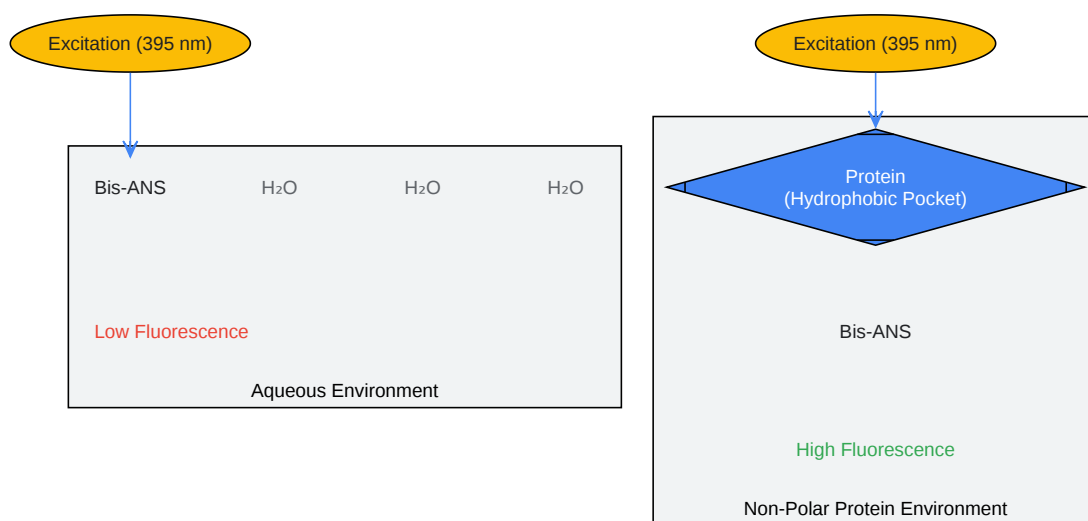 Excitation (395 nm)
Bis-ANS
H₂O
H₂O
H₂O
Low Fluorescence
Aqueous Environment
Excitation (395 nm)
Protein
(Hydrophobic Pocket)
Bis-ANS
High Fluorescence
Non-Polar Protein Environment